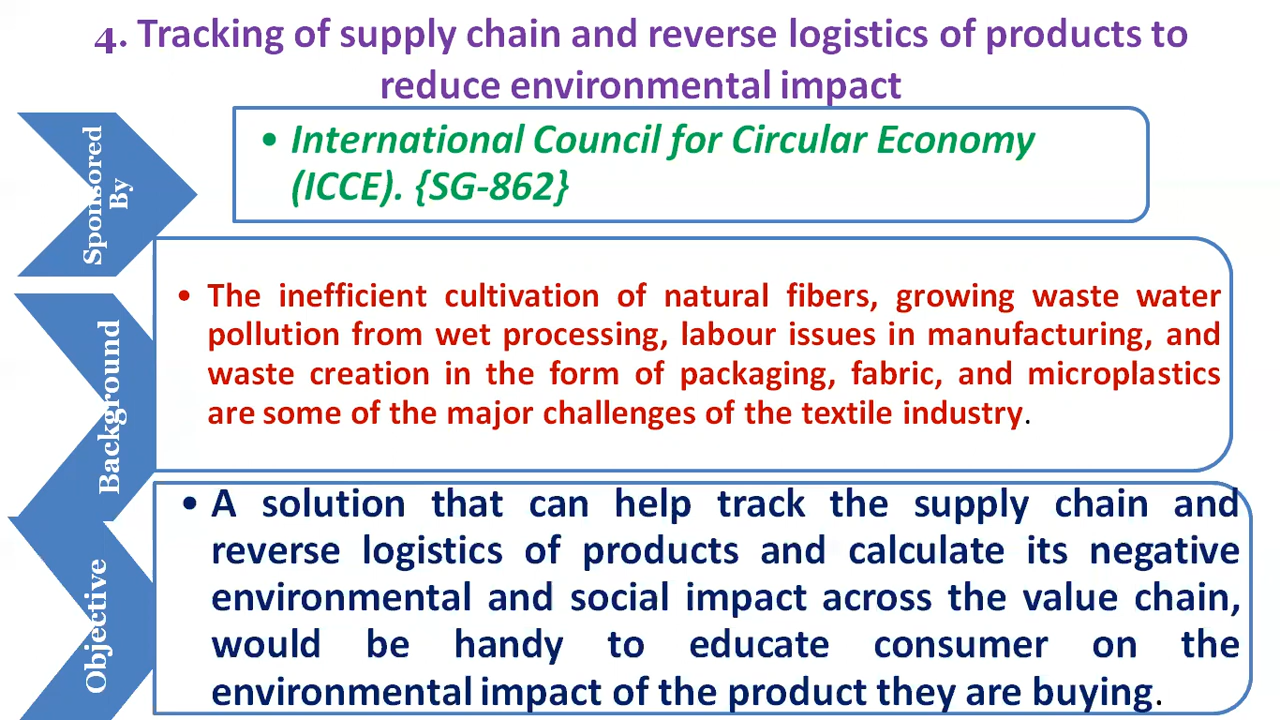 4. Tracking of supply chain and reverse logistics of products to
reduce environmental impact
Sponsored
By
• International Council for Circular Economy
(ICCE). {SG-862}
Background
• The inefficient cultivation of natural fibers, growing waste water
pollution from wet processing, labour issues in manufacturing, and
waste creation in the form of packaging, fabric, and microplastics
are some of the major challenges of the textile industry.
Objective
• A solution that can help track the supply chain and
reverse logistics of products and calculate its negative
environmental and social impact across the value chain,
would be handy to educate consumer on the
environmental impact of the product they are buying.